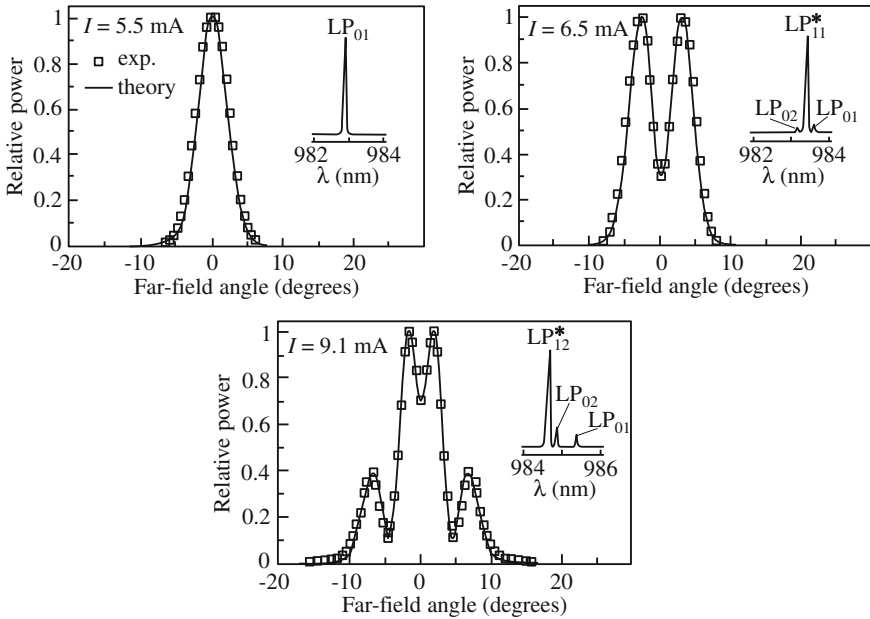 I = 5.5 mA
exp.
theory
LP01
982 984
λ (nm)
Relative power
1
0.8
0.6
0.4
0.2
0
-20 -10 0 10 20
Far-field angle (degrees)
I = 6.5 mA
LP*11
LP02
LP01
982 984
λ (nm)
Relative power
1
0.8
0.6
0.4
0.2
0
-20 -10 0 10 20
Far-field angle (degrees)
I = 9.1 mA
LP*12
LP02
LP01
984 986
λ (nm)
Relative power
1
0.8
0.6
0.4
0.2
0
-20 -10 0 10 20
Far-field angle (degrees)